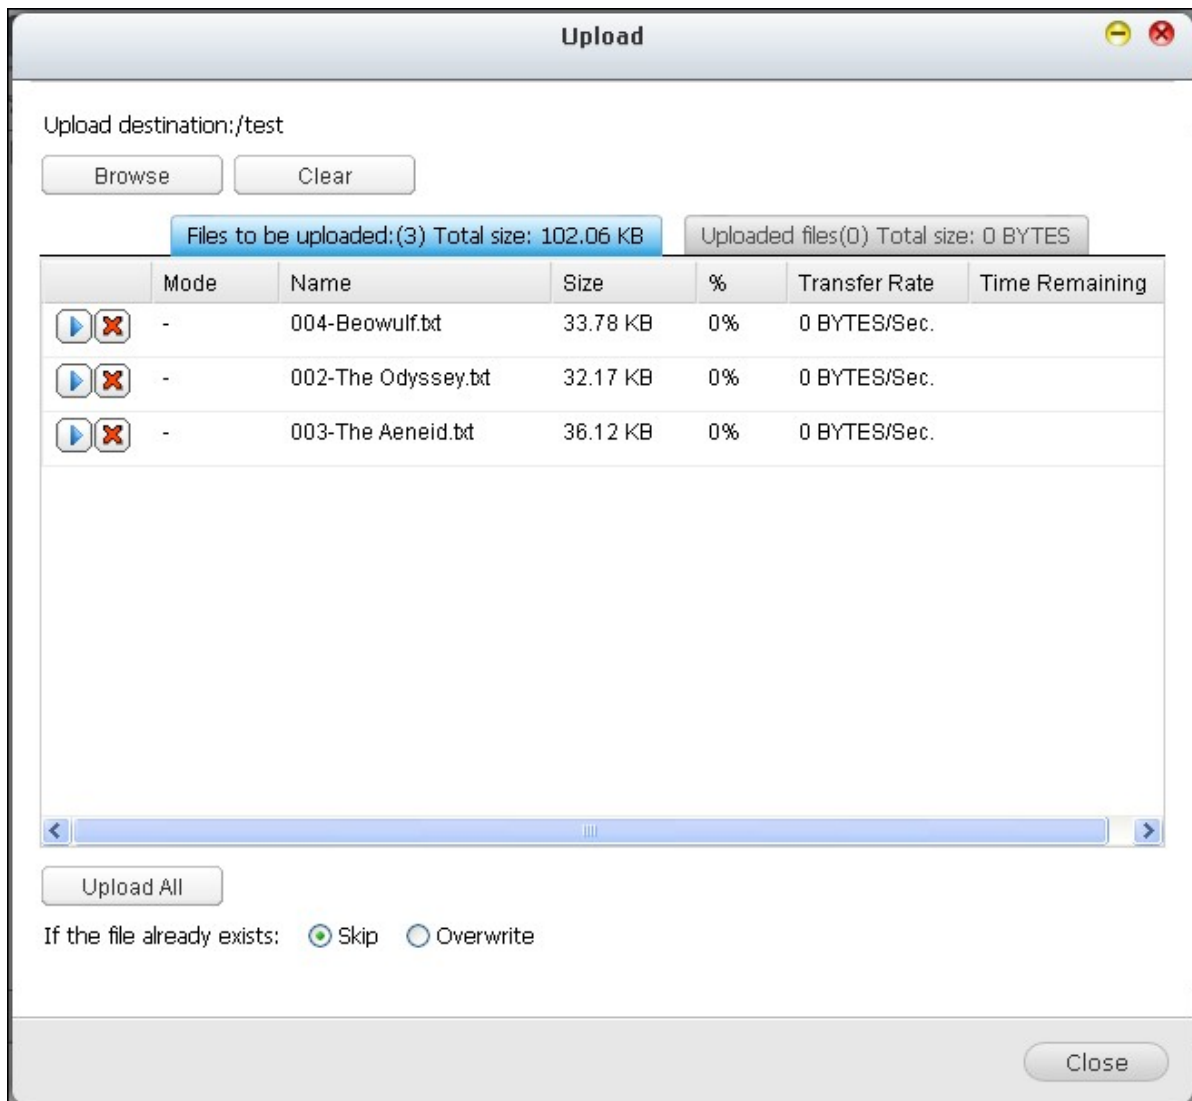 Upload
Upload destination:/test
Browse Clear
Files to be uploaded:(3) Total size: 102.06 KB Uploaded files(0) Total size: 0 BYTES
Mode Name Size % Transfer Rate Time Remaining
- 004-Beowulf.txt 33.78 KB 0% 0 BYTES/Sec.
- 002-The Odyssey.txt 32.17 KB 0% 0 BYTES/Sec.
- 003-The Aeneid.txt 36.12 KB 0% 0 BYTES/Sec.
Upload All
If the file already exists: Skip Overwrite
Close